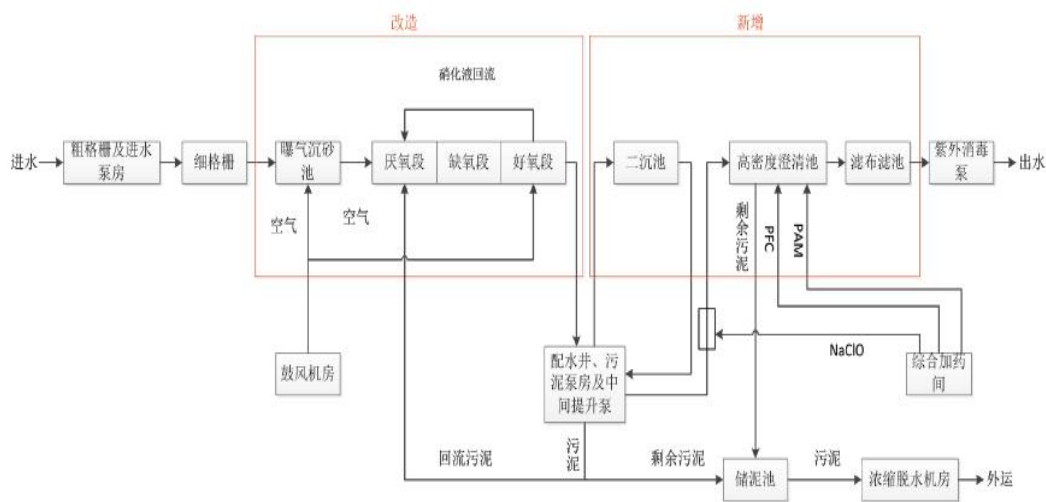 改造
新增
硝化液回流
进水
粗格栅及进水
泵房
细格栅
曝气沉砂
池
厌氧段
缺氧段
好氧段
二沉池
高密度澄清池
滤布滤池
紫外消毒
泵
出水
空气
空气
剩余污泥
PFC
PAM
鼓风机房
配水井、污
泥泵房及中
间提升泵
NaClO
综合加药
间
污泥
回流污泥
剩余污泥
储泥池
污泥
浓缩脱水机房
外运